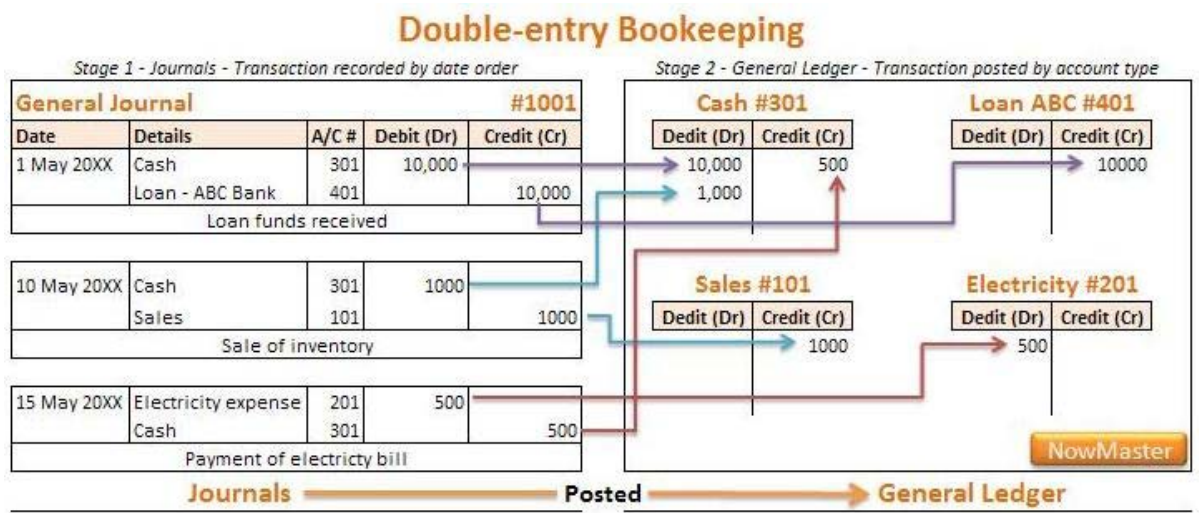 Double-entry Bookeeping
Stage 1 - Journals - Transaction recorded by date order
General Journal #1001
Date Details A/C # Debit (Dr) Credit (Cr)
1 May 20XX Cash 301 10,000
Loan - ABC Bank 401 10,000
Loan funds received
10 May 20XX Cash 301 1000
Sales 101 1000
Sale of inventory
15 May 20XX Electricity expense 201 500
Cash 301 500
Payment of electricty bill
Stage 2 - General Ledger - Transaction posted by account type
Cash #301
Dedit (Dr) Credit (Cr)
10,000 500
1,000
Loan ABC #401
Dedit (Dr) Credit (Cr)
10000
Sales #101
Dedit (Dr) Credit (Cr)
1000
Electricity #201
Dedit (Dr) Credit (Cr)
500
NowMaster
Journals Posted General Ledger